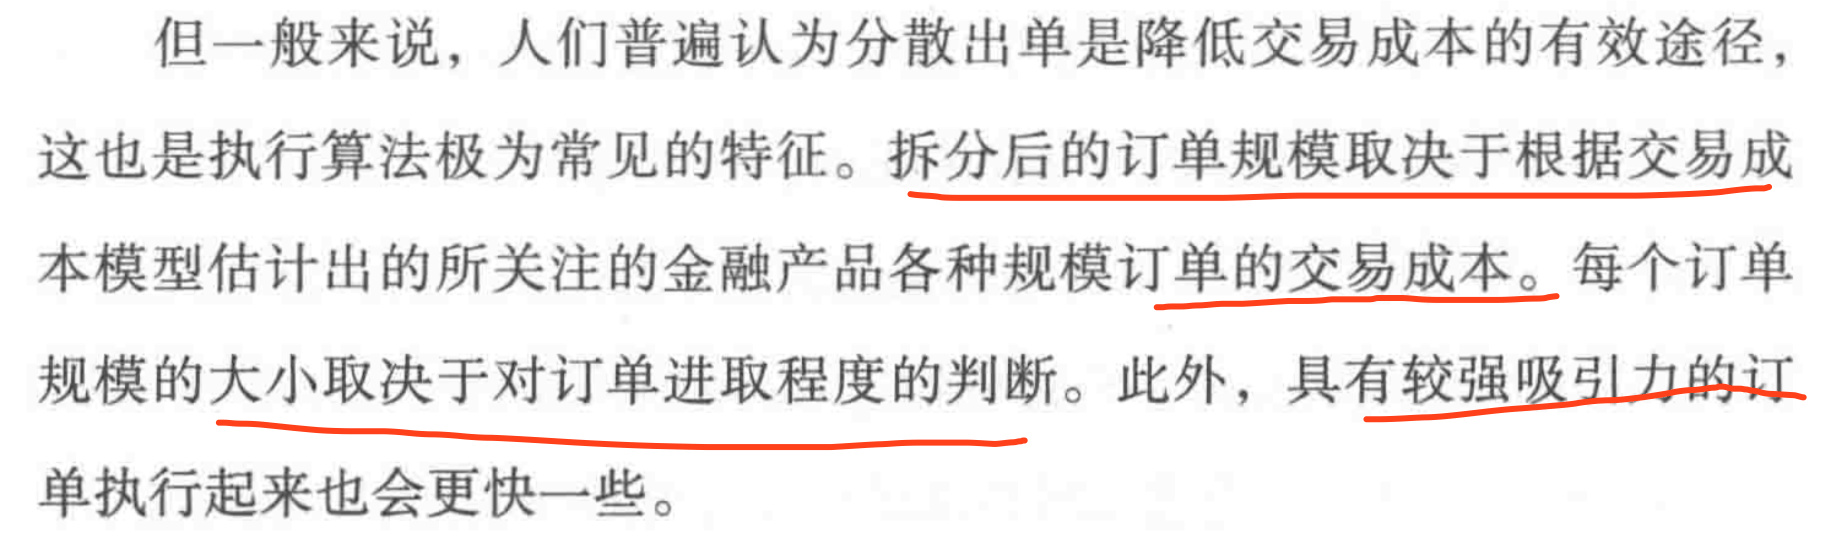 但一般来说，人们普遍认为分散出单是降低交易成本的有效途径，
这也是执行算法极为常见的特征。拆分后的订单规模取决于根据交易成
本模型估计出的所关注的金融产品各种规模订单的交易成本。每个订单
规模的大小取决于对订单进取程度的判断。此外，具有较强吸引力的订
单执行起来也会更快一些。